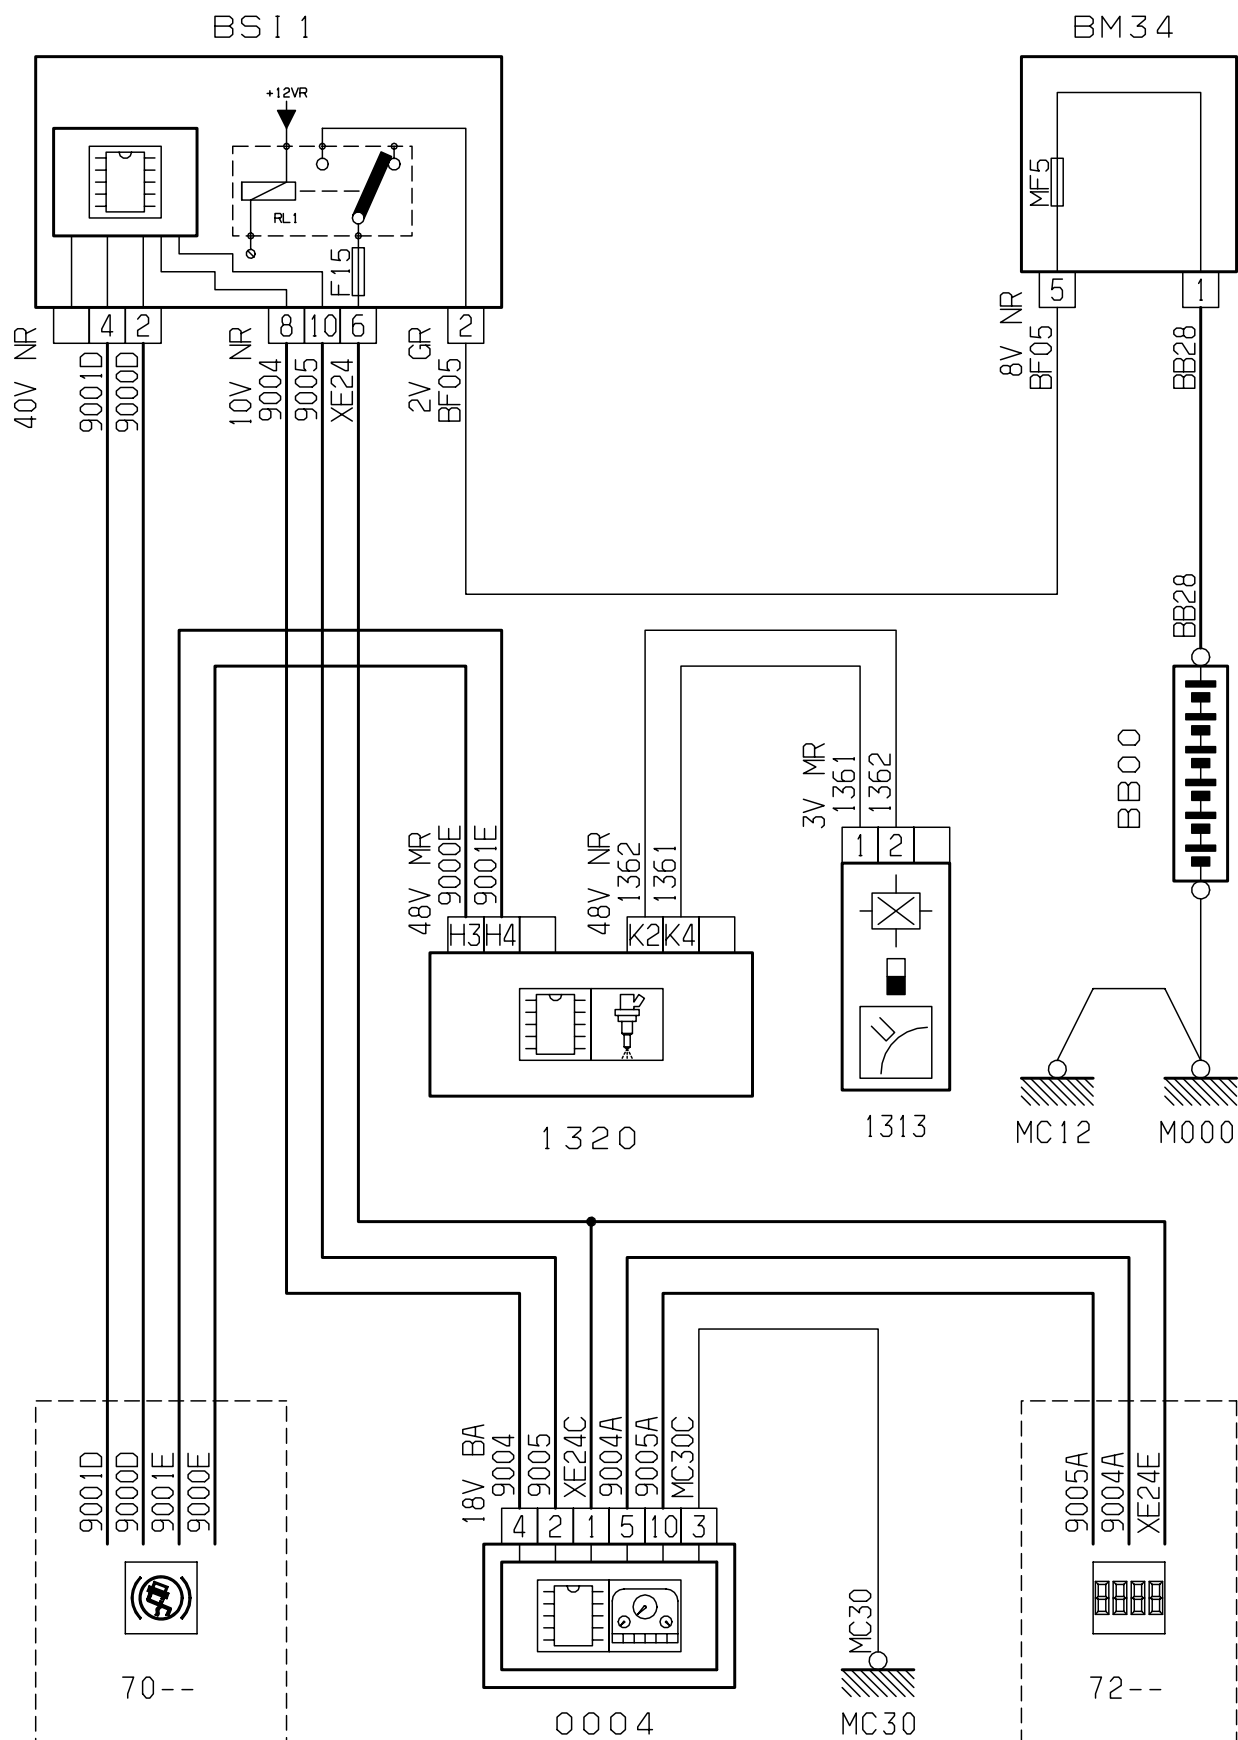 BSI1
BM34
+12VR
RL1
F15
MF5
4
2
8
10
6
2
5
1
40V NR
9001D
9000D
10V NR
9004
9005
XE24
2V GR
BF05
8V NR
BF05
BB28
BB28
BB00
3V MR
1361
1362
1
2
48V MR
9000E
9001E
48V NR
1362
1361
H3
H4
K2
K4
1320
1313
MC12
M000
18V BA
9004
9005
XE24C
9004A
9005A
MC30C
4
2
1
5
10
3
9001D
9000D
9001E
9000E
9005A
9004A
XE24E
MC30
70--
0004
MC30
72--